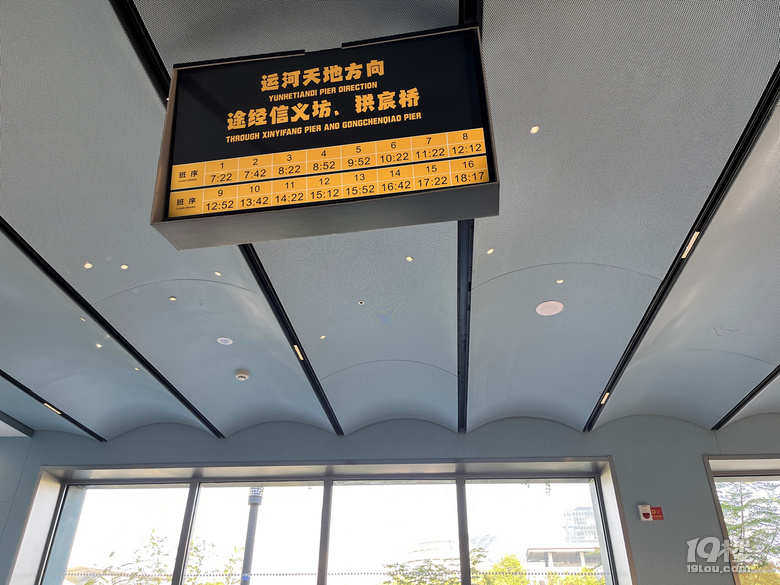 运河天地方向
YUNHETIANDI PIER DIRECTION
途经信义坊、拱宸桥
THROUGH XINYIFANG PIER AND GONGCHENQIAO PIER
班序 1 2 3 4 5 6 7 8
7:22 7:42 8:22 8:52 9:52 10:22 11:22 12:12
班序 9 10 11 12 13 14 15 16
12:52 13:42 14:22 15:12 15:52 16:42 17:22 18:17
19楼
19lou.com